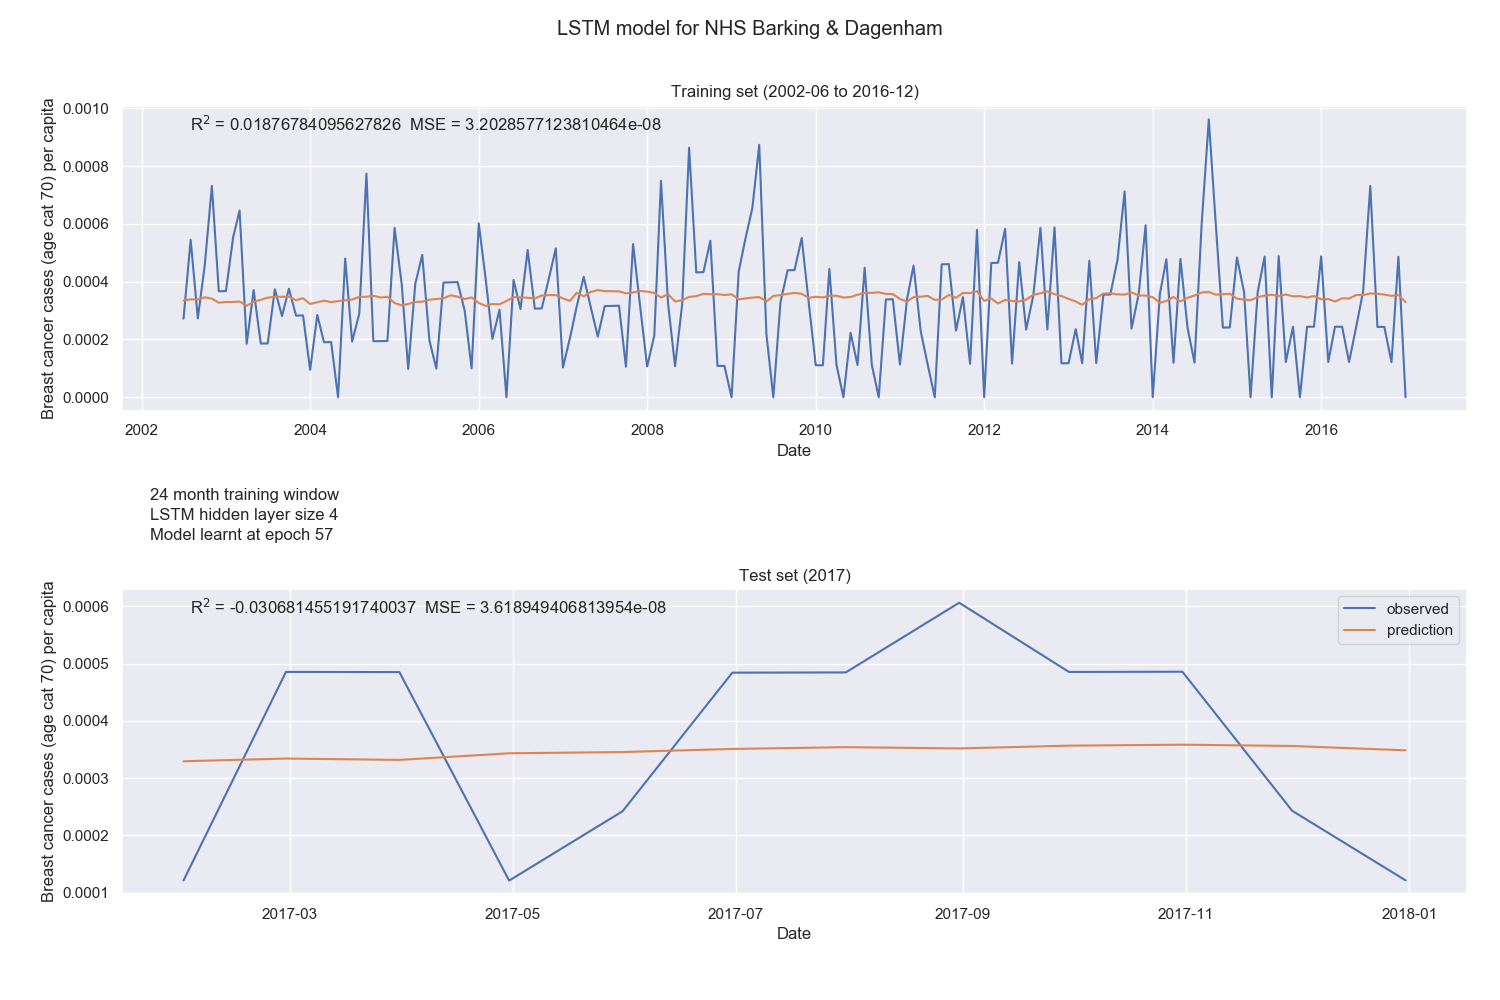 LSTM model for NHS Barking & Dagenham
Training set (2002-06 to 2016-12)
R² = 0.01876784095627826 MSE = 3.2028577123810464e-08
Breast cancer cases (age cat 70) per capita
0.0010
0.0008
0.0006
0.0004
0.0002
0.0000
2002 2004 2006 2008 2010 2012 2014 2016
Date
24 month training window
LSTM hidden layer size 4
Model learnt at epoch 57
Test set (2017)
R² = -0.030681455191740037 MSE = 3.618949406813954e-08
observed
prediction
Breast cancer cases (age cat 70) per capita
0.0006
0.0005
0.0004
0.0003
0.0002
0.0001
2017-03 2017-05 2017-07 2017-09 2017-11 2018-01
Date